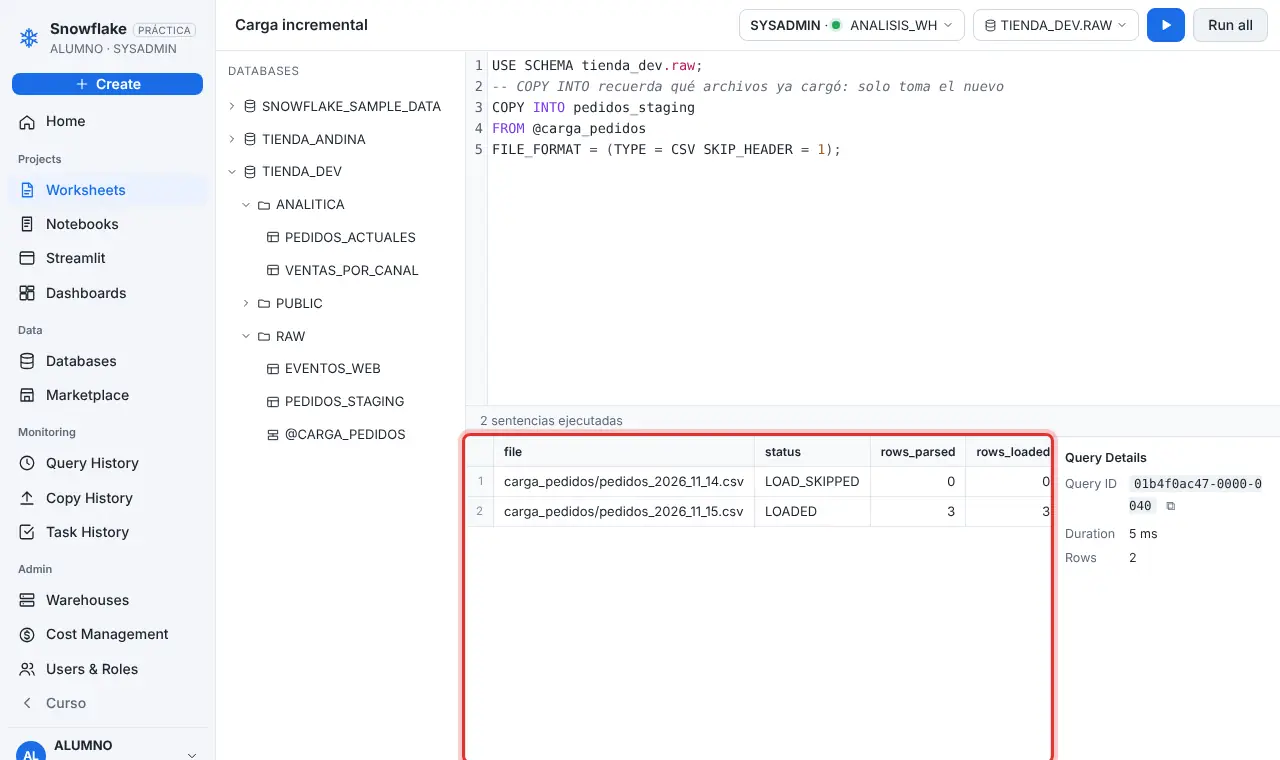 Snowflake PRÁCTICA
ALUMNO · SYSADMIN
+ Create
Home
Projects
Worksheets
Notebooks
Streamlit
Dashboards
Data
Databases
Marketplace
Monitoring
Query History
Copy History
Task History
Admin
Warehouses
Cost Management
Users & Roles
Curso
AL
ALUMNO
Carga incremental
SYSADMIN · ANALISIS_WH
TIENDA_DEV.RAW
Run all
DATABASES
SNOWFLAKE_SAMPLE_DATA
TIENDA_ANDINA
TIENDA_DEV
ANALITICA
PEDIDOS_ACTUALES
VENTAS_POR_CANAL
PUBLIC
RAW
EVENTOS_WEB
PEDIDOS_STAGING
@CARGA_PEDIDOS
1 USE SCHEMA tienda_dev.raw;
2 -- COPY INTO recuerda qué archivos ya cargó: solo toma el nuevo
3 COPY INTO pedidos_staging
4 FROM @carga_pedidos
5 FILE_FORMAT = (TYPE = CSV SKIP_HEADER = 1);
2 sentencias ejecutadas
file status rows_parsed rows_loaded
1 carga_pedidos/pedidos_2026_11_14.csv LOAD_SKIPPED 0 0
2 carga_pedidos/pedidos_2026_11_15.csv LOADED 3 3
Query Details
Query ID 01b4f0ac47-0000-0
040
Duration 5 ms
Rows 2